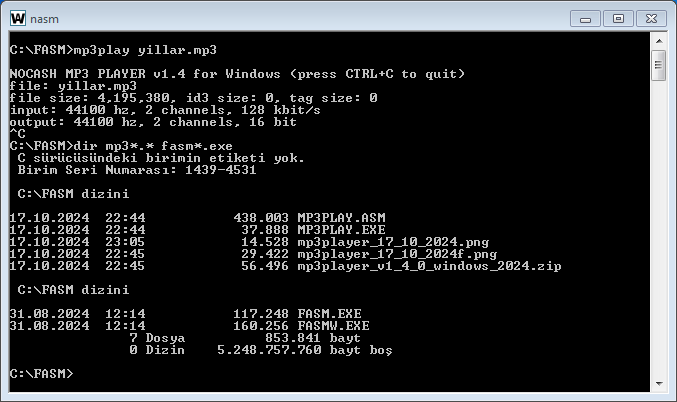 nasm
C:\FASM>mp3play yillar.mp3
NOCASH MP3 PLAYER v1.4 for Windows (press CTRL+C to quit)
file: yillar.mp3
file size: 4,195,380, id3 size: 0, tag size: 0
input: 44100 hz, 2 channels, 128 kbit/s
output: 44100 hz, 2 channels, 16 bit
^C
C:\FASM>dir mp3*.* fasm*.exe
 C sürücüsündeki birimin etiketi yok.
 Birim Seri Numarası: 1439-4531
 C:\FASM dizini
17.10.2024  22:44           438.003 MP3PLAY.ASM
17.10.2024  22:44            37.888 MP3PLAY.EXE
17.10.2024  23:05            14.528 mp3player_17_10_2024.png
17.10.2024  22:45            29.422 mp3player_17_10_2024f.png
17.10.2024  22:45            56.496 mp3player_v1_4_0_windows_2024.zip
 C:\FASM dizini
31.08.2024  12:14           117.248 FASM.EXE
31.08.2024  12:14           160.256 FASMW.EXE
               7 Dosya          853.841 bayt
               0 Dizin    5.248.757.760 bayt boş
C:\FASM>